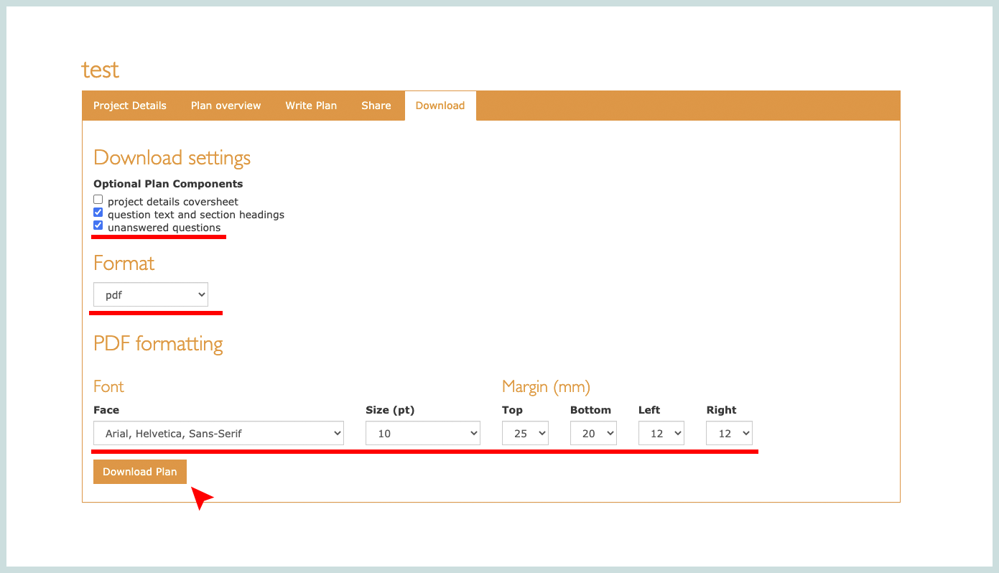 test
Project Details Plan overview Write Plan Share Download
Download settings
Optional Plan Components
project details coversheet
question text and section headings
unanswered questions
Format
pdf
PDF formatting
Font Margin (mm)
Face Size (pt) Top Bottom Left Right
Arial, Helvetica, Sans-Serif 10 25 20 12 12
Download Plan